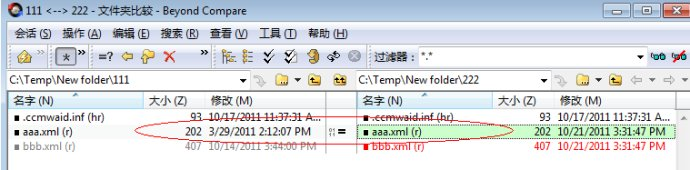 111 <--> 222 - 文件夹比较 - Beyond Compare
会话 (S) 操作 (A) 编辑 (E) 搜索 (R) 查看 (V) 工具 (T) 帮助 (H)
* =? 过滤器: *.*
C:\Temp\New folder\111 C:\Temp\New folder\222
名字 (N) 大小 (Z) 修改 (M) 名字 (N) 大小 (Z) 修改 (M)
.ccmwaid.inf (hr) 93 10/17/2011 11:37:31 A... .ccmwaid.inf (hr) 93 10/17/2011 11:37:31 A...
aaa.xml (r) 202 3/29/2011 2:12:07 PM = aaa.xml (r) 202 10/21/2011 3:31:47 PM
bbb.xml (r) 407 10/14/2011 3:44:00 PM bbb.xml (r) 407 10/21/2011 3:31:47 PM